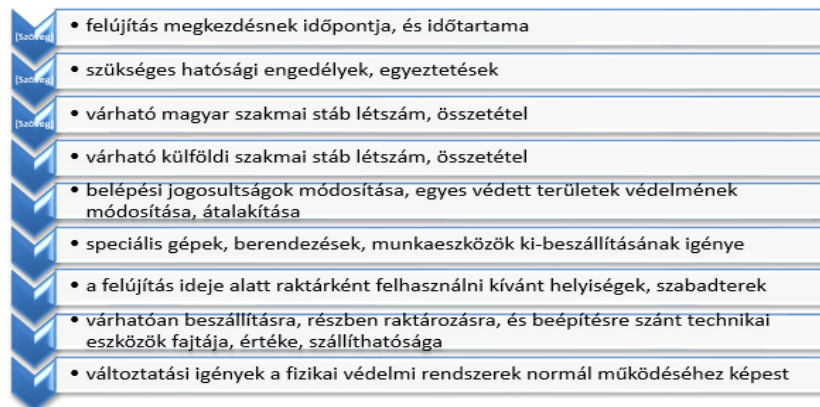 [Szöveg]
• felújítás megkezdésnek időpontja, és időtartama
[Szöveg]
• szükséges hatósági engedélyek, egyeztetések
[Szöveg]
• várható magyar szakmai stáb létszám, összetétel
• várható külföldi szakmai stáb létszám, összetétel
• belépési jogosultságok módosítása, egyes védett területek védelmének
módosítása, átalakítása
• speciális gépek, berendezések, munkaeszközök ki-beszállításának igénye
• a felújítás ideje alatt raktárként felhasználni kívánt helyiségek, szabadterek
• várhatóan beszállításra, részben raktározásra, és beépítésre szánt technikai
eszközök fajtája, értéke, szállíthatósága
• változtatási igények a fizikai védelmi rendszerek normál működéséhez képest